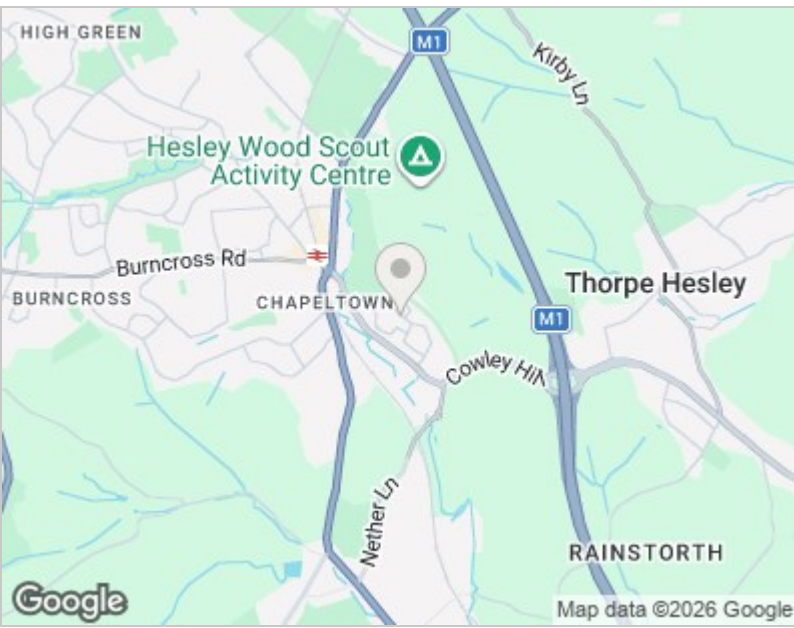 HIGH GREEN
M1
Kirby Ln
Hesley Wood Scout
Activity Centre
Burncross Rd
Thorpe Hesley
BURNCROSS
CHAPELTOWN
M1
Cowley Hill
Nether Ln
RAINSTORTH
Google
Map data ©2026 Google